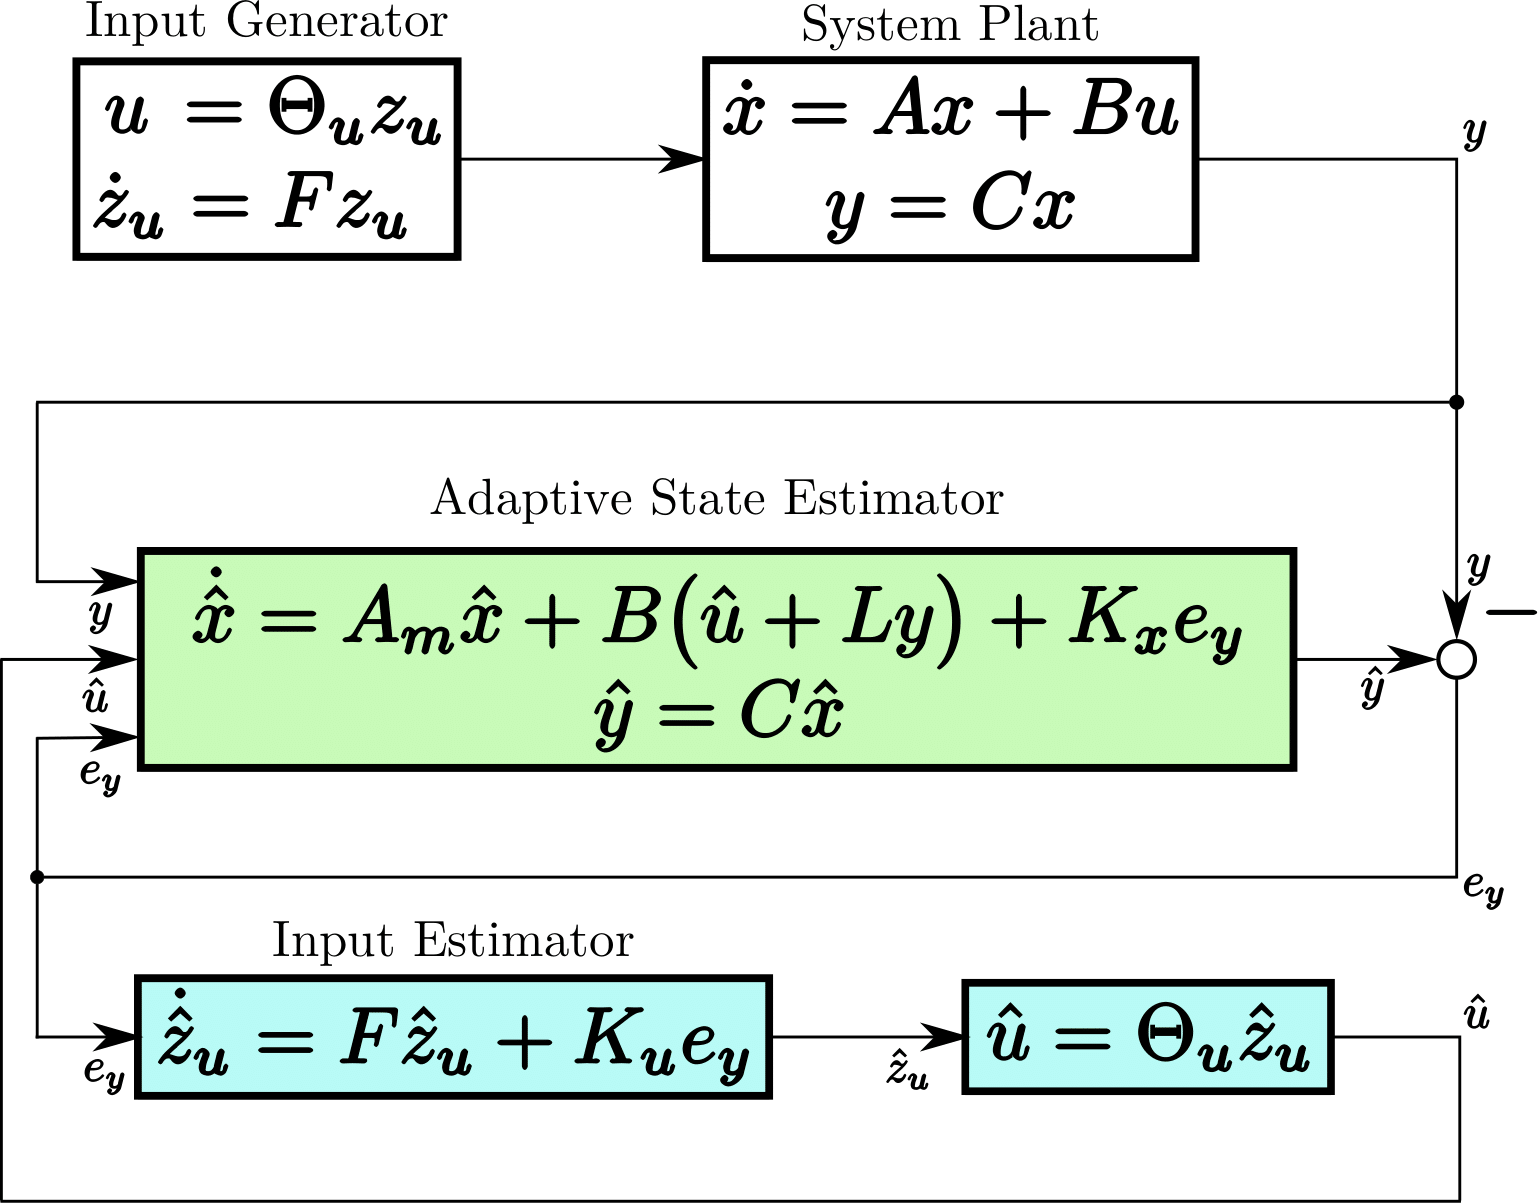 Input Generator
System Plant
u = Θ_u z_u
ż_u = F z_u
ẋ = Ax + Bu
y = Cx
y
Adaptive State Estimator
y
û
e_y
x̂̇ = A_m x̂ + B(û + Ly) + K_x e_y
ŷ = Cx̂
y
−
ŷ
e_y
Input Estimator
e_y
ẑ̇_u = F ẑ_u + K_u e_y
ẑ_u
û = Θ_u ẑ_u
û